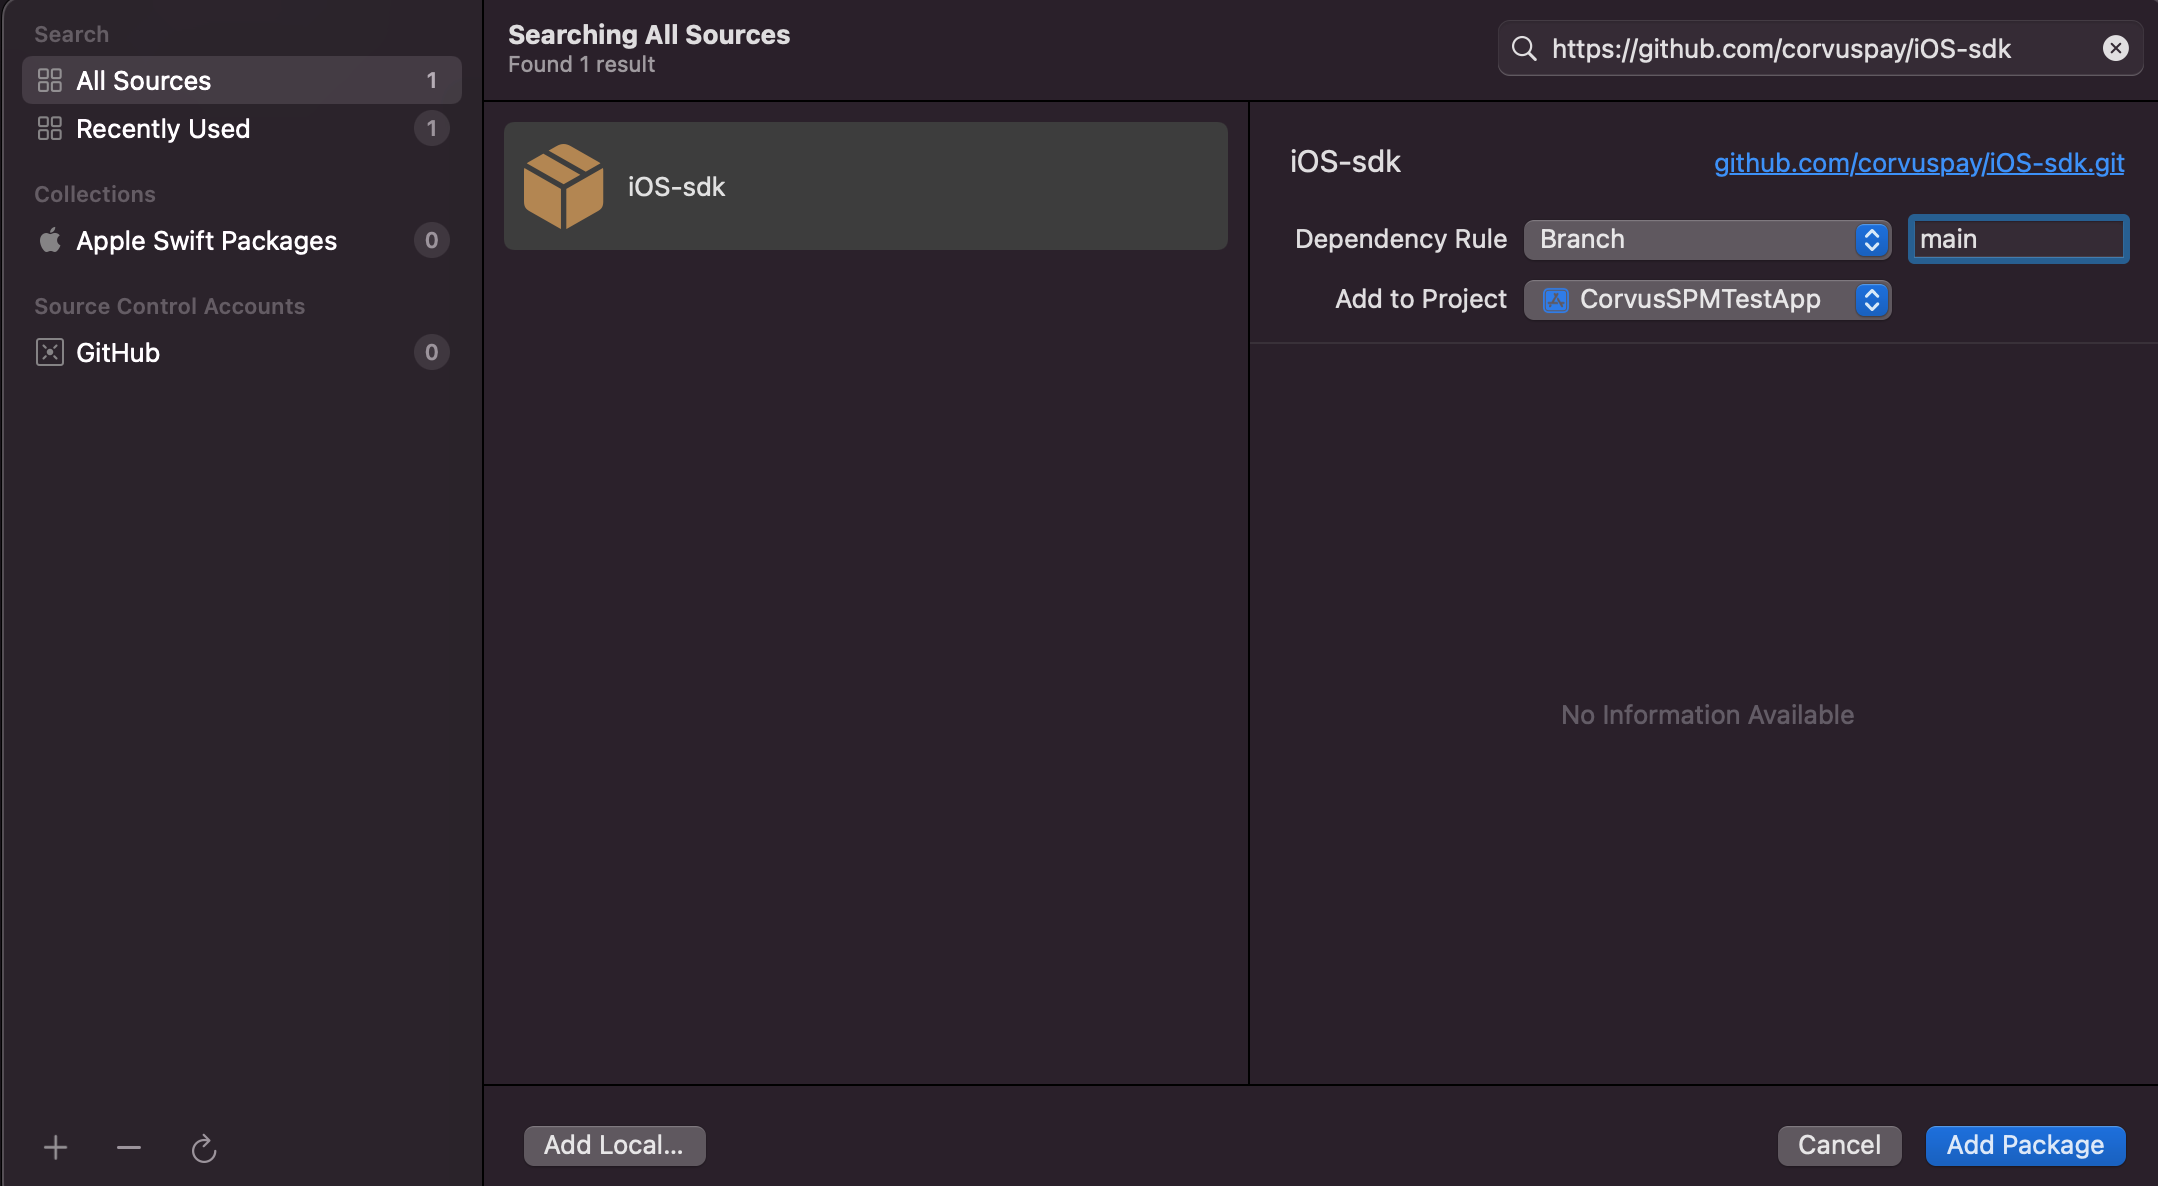 Search
All Sources 1
Recently Used 1
Collections
Apple Swift Packages 0
Source Control Accounts
GitHub 0
Searching All Sources
Found 1 result
https://github.com/corvuspay/iOS-sdk
iOS-sdk
iOS-sdk
github.com/corvuspay/iOS-sdk.git
Dependency Rule Branch main
Add to Project CorvusSPMTestApp
No Information Available
Add Local...
Cancel
Add Package